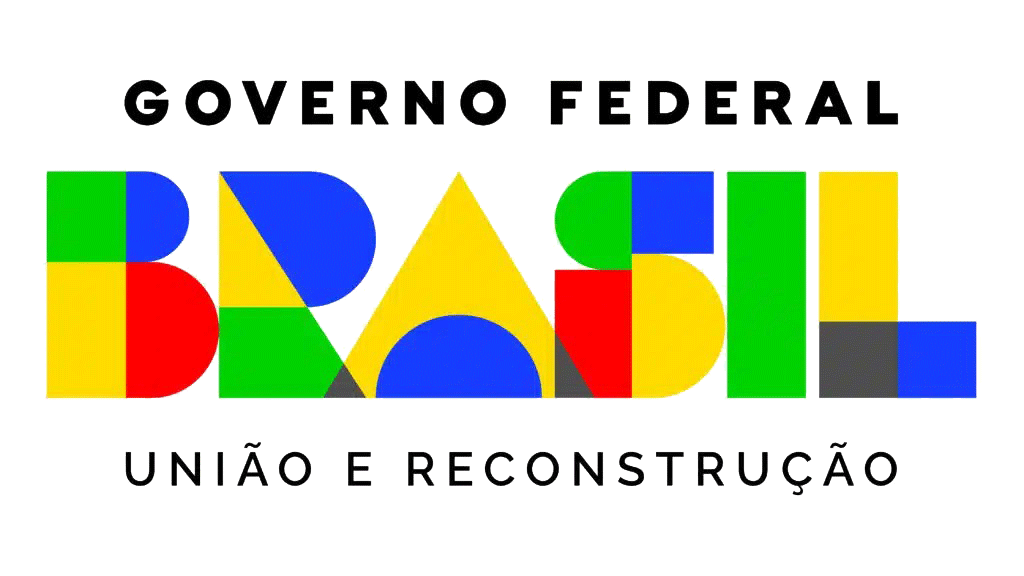 GOVERNO FEDERAL
BRASIL
UNIÃO E RECONSTRUÇÃO